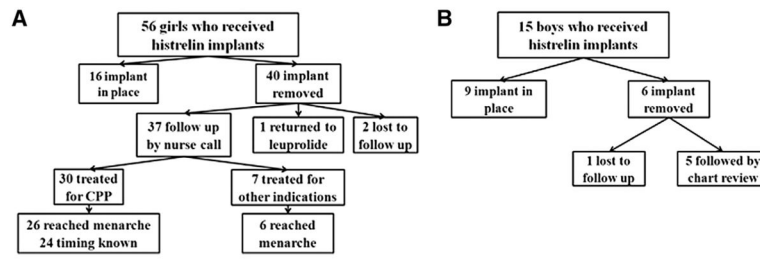 A
56 girls who received
histrelin implants
16 implant
in place
40 implant
removed
37 follow up
by nurse call
1 returned to
leuprolide
2 lost to
follow up
30 treated
for CPP
7 treated for
other indications
26 reached menarche
24 timing known
6 reached
menarche
B
15 boys who received
histrelin implants
9 implant in
place
6 implant
removed
1 lost to
follow up
5 followed by
chart review